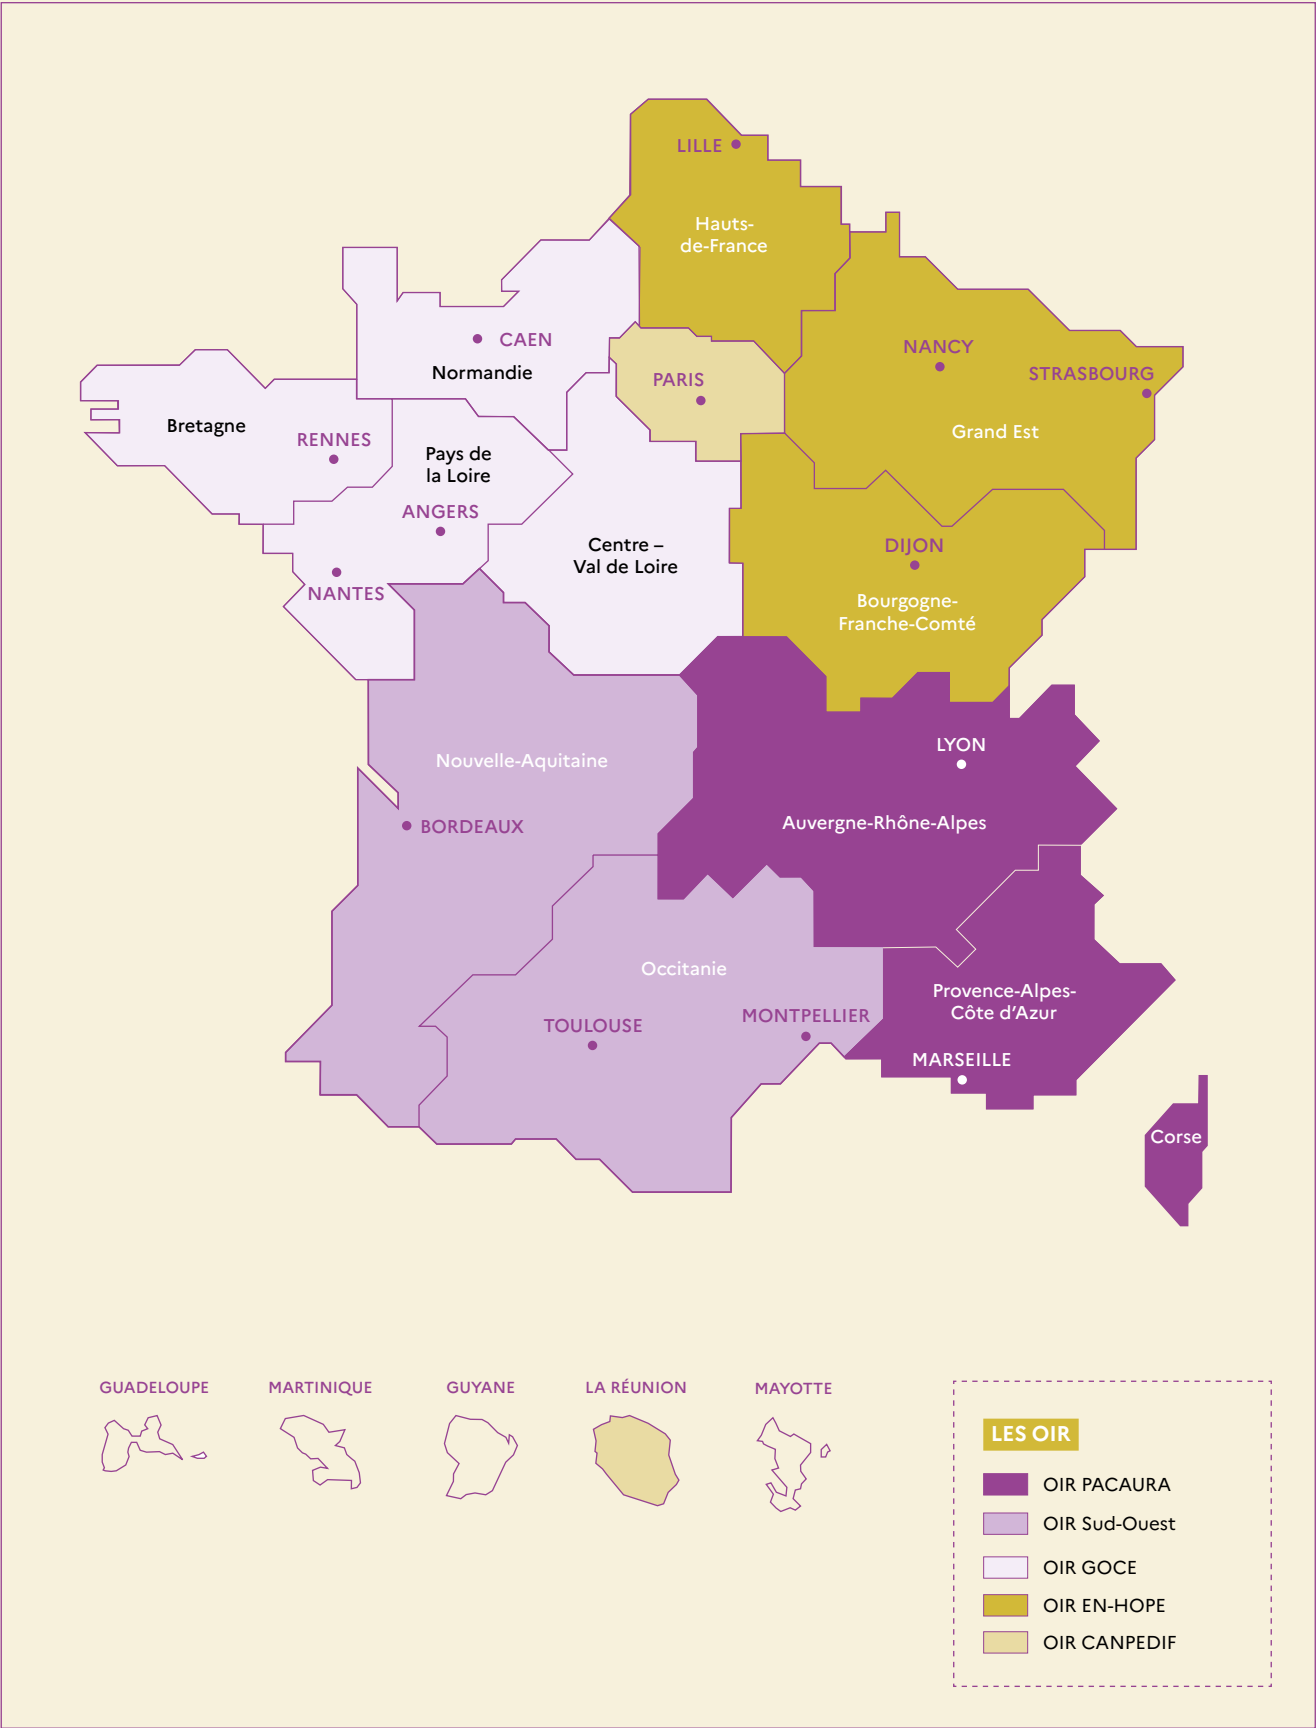 LILLE
Hauts-
de-France
CAEN
Normandie
NANCY
STRASBOURG
PARIS
Bretagne
RENNES
Grand Est
Pays de
la Loire
ANGERS
Centre –
Val de Loire
DIJON
NANTES
Bourgogne-
Franche-Comté
LYON
Nouvelle-Aquitaine
BORDEAUX
Auvergne-Rhône-Alpes
Occitanie
Provence-Alpes-
Côte d'Azur
MONTPELLIER
TOULOUSE
MARSEILLE
Corse
GUADELOUPE
MARTINIQUE
GUYANE
LA RÉUNION
MAYOTTE
LES OIR
OIR PACAURA
OIR Sud-Ouest
OIR GOCE
OIR EN-HOPE
OIR CANPEDIF